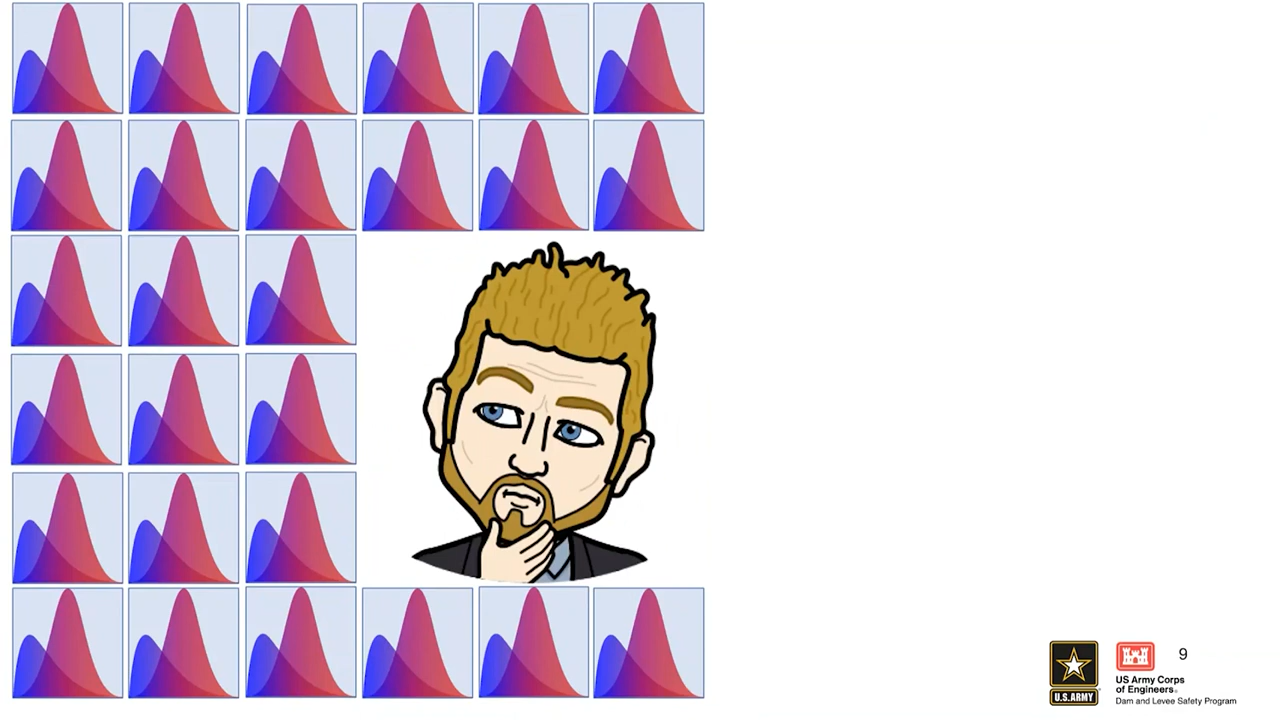 9
U.S.ARMY
US Army Corps
of Engineers®
Dam and Levee Safety Program